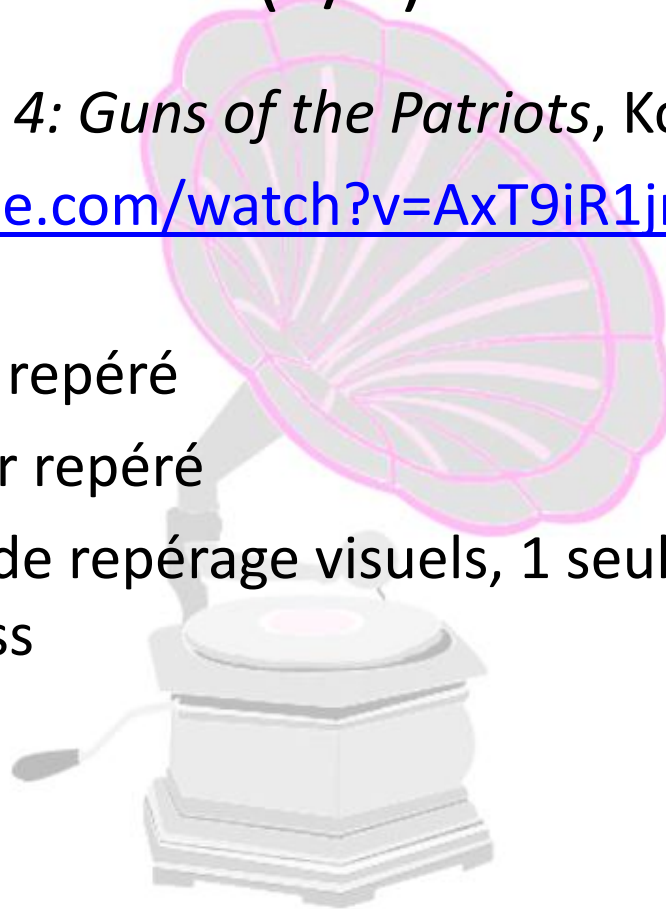 4: Guns of the Patriots, Ko
e.com/watch?v=AxT9iR1j
repéré
r repéré
de repérage visuels, 1 seul
ss